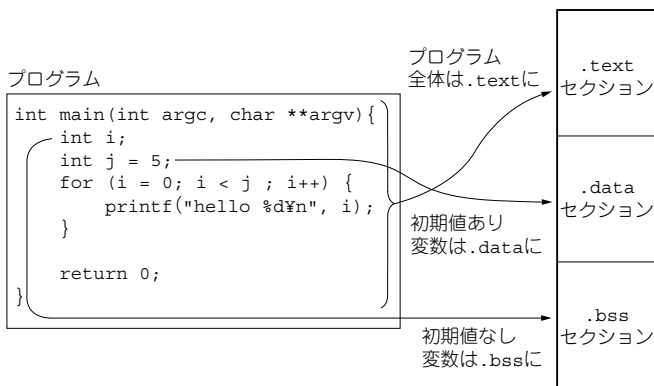 プログラム
int main(int argc, char **argv){
int i;
int j = 5;
for (i = 0; i < j ; i++) {
printf("hello %d¥n", i);
}
return 0;
}
プログラム
全体は.textに
初期値あり
変数は.dataに
初期値なし
変数は.bssに
.text
セクション
.data
セクション
.bss
セクション